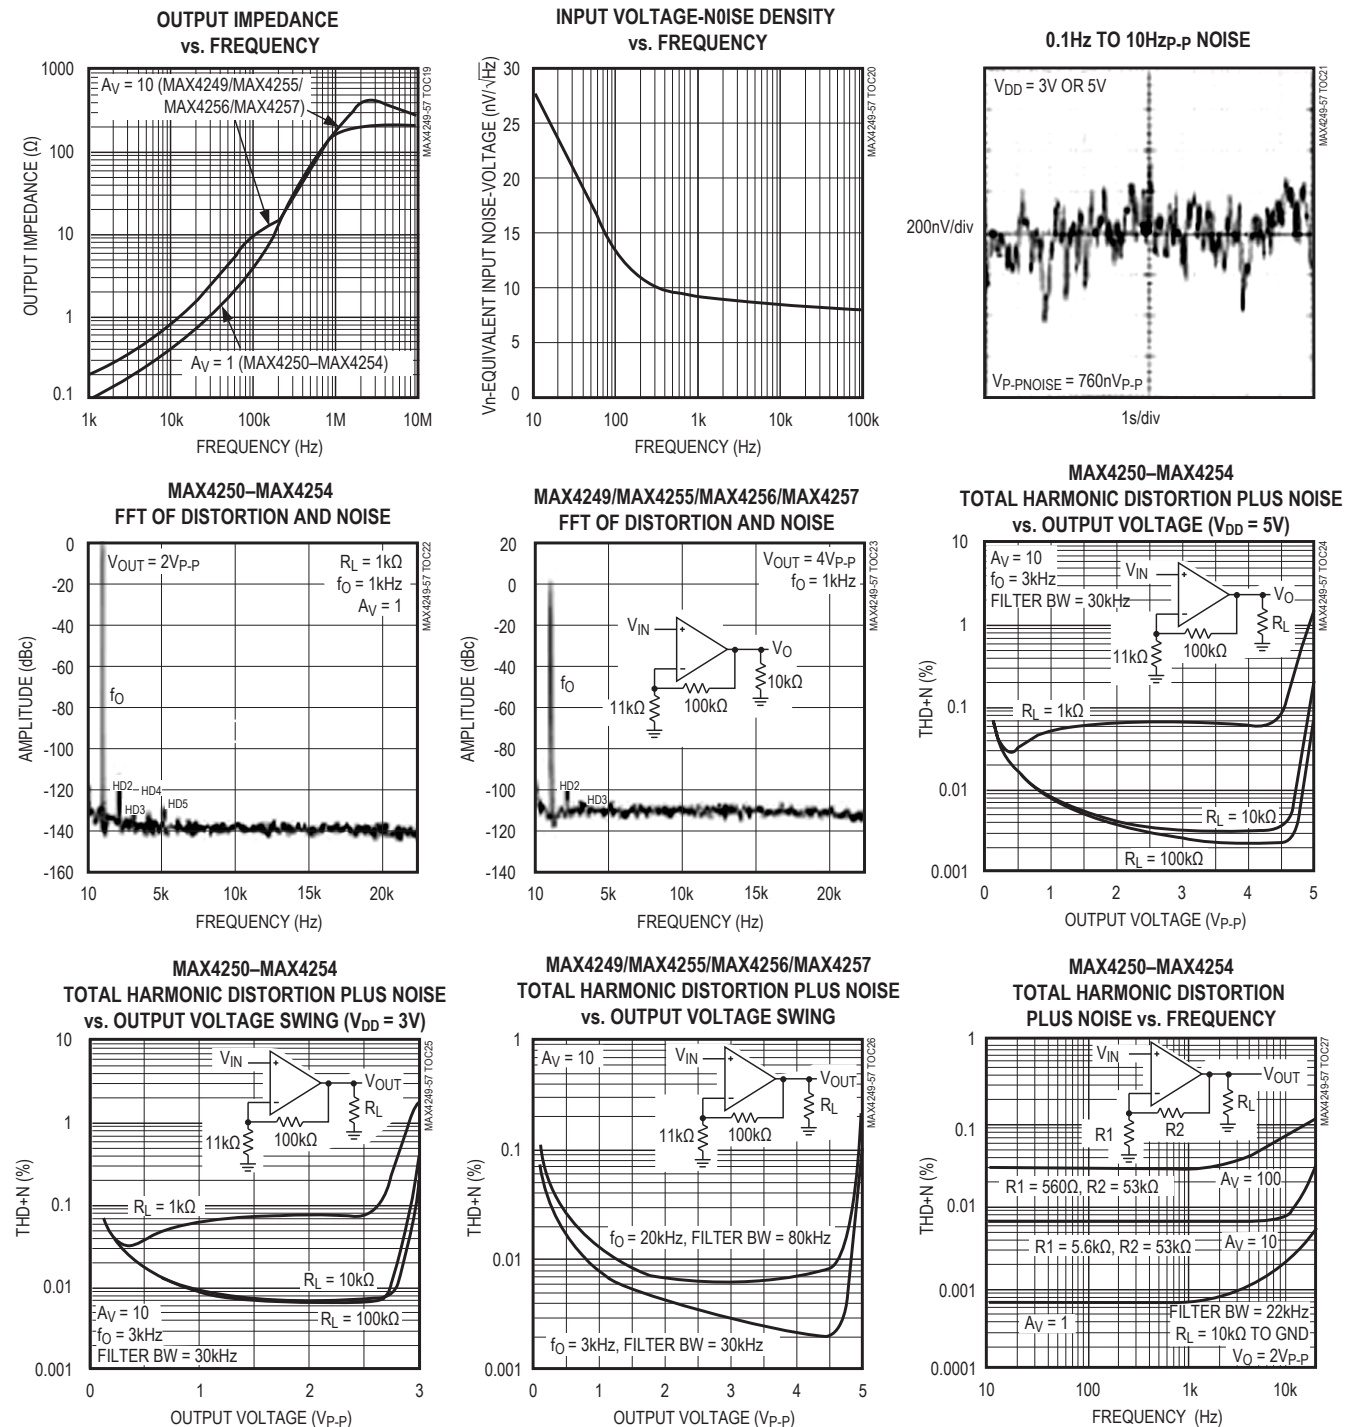 OUTPUT IMPEDANCE
vs. FREQUENCY
1000
100
10
1
0.1
OUTPUT IMPEDANCE (Ω)
AV = 10 (MAX4249/MAX4255/
MAX4256/MAX4257)
AV = 1 (MAX4250–MAX4254)
1k 10k 100k 1M 10M
FREQUENCY (Hz)
MAX4249-57 TOC19
INPUT VOLTAGE-N0ISE DENSITY
vs. FREQUENCY
30
25
20
15
10
5
0
Vn-EQUIVALENT INPUT NOISE-VOLTAGE (nV/√Hz)
10 100 1k 10k 100k
FREQUENCY (Hz)
MAX4249-57 TOC20
0.1Hz TO 10HzP-P NOISE
VDD = 3V OR 5V
200nV/div
VP-PNOISE = 760nVP-P
1s/div
MAX4249-57 TOC21
MAX4250–MAX4254
FFT OF DISTORTION AND NOISE
0
-20
-40
-60
-80
-100
-120
-140
-160
AMPLITUDE (dBc)
VOUT = 2VP-P
RL = 1kΩ
fO = 1kHz
AV = 1
fO
HD2
HD3
HD4
HD5
10 5k 10k 15k 20k
FREQUENCY (Hz)
MAX4249-57 TOC22
MAX4249/MAX4255/MAX4256/MAX4257
FFT OF DISTORTION AND NOISE
20
0
-20
-40
-60
-80
-100
-120
-140
AMPLITUDE (dBc)
VOUT = 4VP-P
fO = 1kHz
VIN
+
−
VO
10kΩ
11kΩ
100kΩ
fO
HD2
HD3
10 5k 10k 15k 20k
FREQUENCY (Hz)
MAX4249-57 TOC23
MAX4250–MAX4254
TOTAL HARMONIC DISTORTION PLUS NOISE
vs. OUTPUT VOLTAGE (VDD = 5V)
10
1
0.1
0.01
0.001
THD+N (%)
AV = 10
fO = 3kHz
FILTER BW = 30kHz
VIN
+
−
VO
RL
11kΩ
100kΩ
RL = 1kΩ
RL = 10kΩ
RL = 100kΩ
0 1 2 3 4 5
OUTPUT VOLTAGE (VP-P)
MAX4249-57 TOC24
MAX4250–MAX4254
TOTAL HARMONIC DISTORTION PLUS NOISE
vs. OUTPUT VOLTAGE SWING (VDD = 3V)
10
1
0.1
0.01
0.001
THD+N (%)
VIN
+
−
VOUT
RL
11kΩ
100kΩ
RL = 1kΩ
RL = 10kΩ
RL = 100kΩ
AV = 10
fO = 3kHz
FILTER BW = 30kHz
0 1 2 3
OUTPUT VOLTAGE (VP-P)
MAX4249-57 TOC25
MAX4249/MAX4255/MAX4256/MAX4257
TOTAL HARMONIC DISTORTION PLUS NOISE
vs. OUTPUT VOLTAGE SWING
1
0.1
0.01
0.001
THD+N (%)
AV = 10
VIN
+
−
VOUT
RL
11kΩ
100kΩ
fO = 20kHz, FILTER BW = 80kHz
fO = 3kHz, FILTER BW = 30kHz
0 1 2 3 4 5
OUTPUT VOLTAGE (VP-P)
MAX4249-57 TOC26
MAX4250–MAX4254
TOTAL HARMONIC DISTORTION
PLUS NOISE vs. FREQUENCY
1
0.1
0.01
0.001
0.0001
THD+N (%)
VIN
+
−
VOUT
RL
R1
R2
R1 = 560Ω, R2 = 53kΩ
AV = 100
R1 = 5.6kΩ, R2 = 53kΩ
AV = 10
AV = 1
FILTER BW = 22kHz
RL = 10kΩ TO GND
VO = 2VP-P
10 100 1k 10k
FREQUENCY (Hz)
MAX4249-57 TOC27